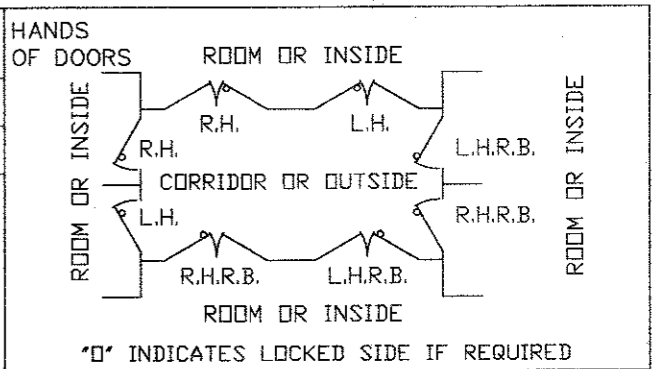 HANDS
OF DOORS
ROOM OR INSIDE
ROOM OR INSIDE
R.H.
L.H.
R.H.
L.H.R.B.
CORRIDOR OR OUTSIDE
ROOM OR INSIDE
L.H.
R.H.R.B.
R.H.R.B.
L.H.R.B.
ROOM OR INSIDE
"O" INDICATES LOCKED SIDE IF REQUIRED